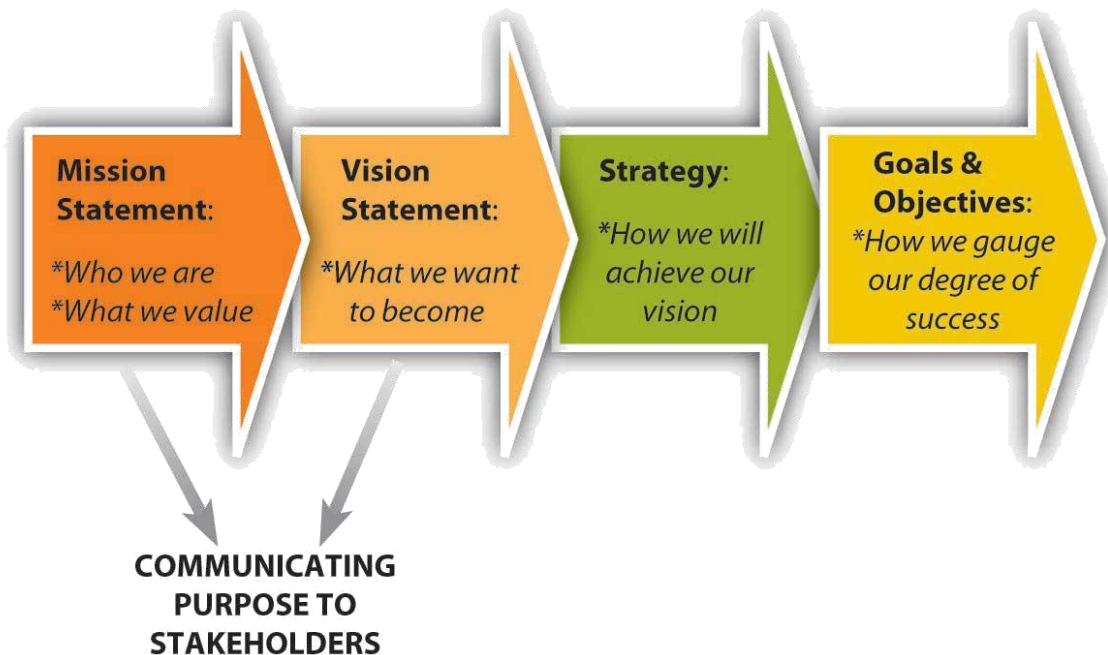 Mission
Statement:
*Who we are
*What we value
Vision
Statement:
*What we want
to become
Strategy:
*How we will
achieve our
vision
Goals &
Objectives:
*How we gauge
our degree of
success
COMMUNICATING
PURPOSE TO
STAKEHOLDERS